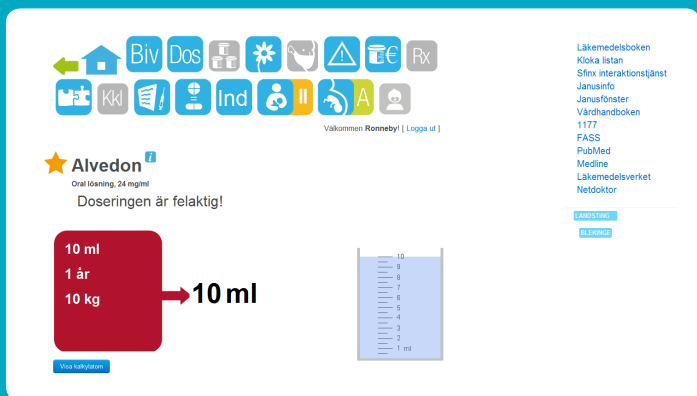 Biv Dos € Rx
Kkl Ind II A
Välkommen Ronneby! [ Logga ut ]
Alvedon i
Oral lösning, 24 mg/ml
Doseringen är felaktig!
10 ml
1 år
10 kg
10 ml
10
9
8
7
6
5
4
3
2
1 ml
Visa kalkylatorn
Läkemedelsboken
Kloka listan
Sfinx interaktionstjänst
Janusinfo
Janusfönster
Vårdhandboken
1177
FASS
PubMed
Medline
Läkemedelsverket
Netdoktor
LANDSTING
BLEKINGE